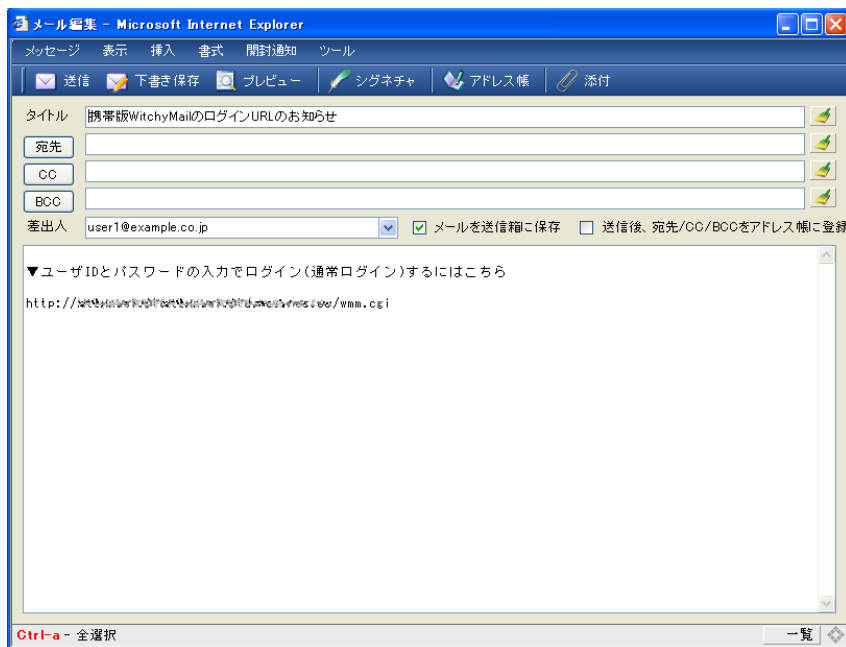 メール編集 - Microsoft Internet Explorer
メッセージ 表示 挿入 書式 開封通知 ツール
送信 下書き保存 プレビュー シグネチャ アドレス帳 添付
タイトル 携帯版WitchyMailのログインURLのお知らせ
宛先
CC
BCC
差出人 user1@example.co.jp メールを送信箱に保存 送信後、宛先/CC/BCCをアドレス帳に登録
▼ユーザIDとパスワードの入力でログイン(通常ログイン)するにはこちら
http:// /wmm.cgi
Ctrl-a - 全選択 一覧